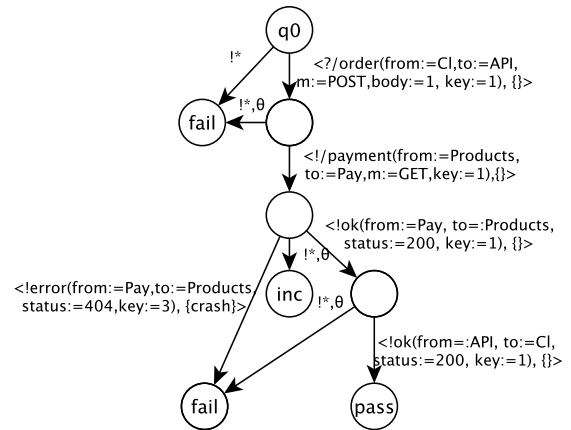 q0
!*
<?/order(from:=Cl,to:=API,
m:=POST,body:=1, key:=1), {}>
fail
!*,θ
<!/payment(from:=Products,
to:=Pay,m:=GET,key:=1),{}>
<!ok(from:=Pay, to=:Products,
status:=200, key:=1), {}>
!*,θ
<!error(from:=Pay,to:=Products,
status:=404,key:=3), {crash}>
inc
!*,θ
<!ok(from=:API, to:=Cl,
status:=200, key:=1), {}>
fail
pass